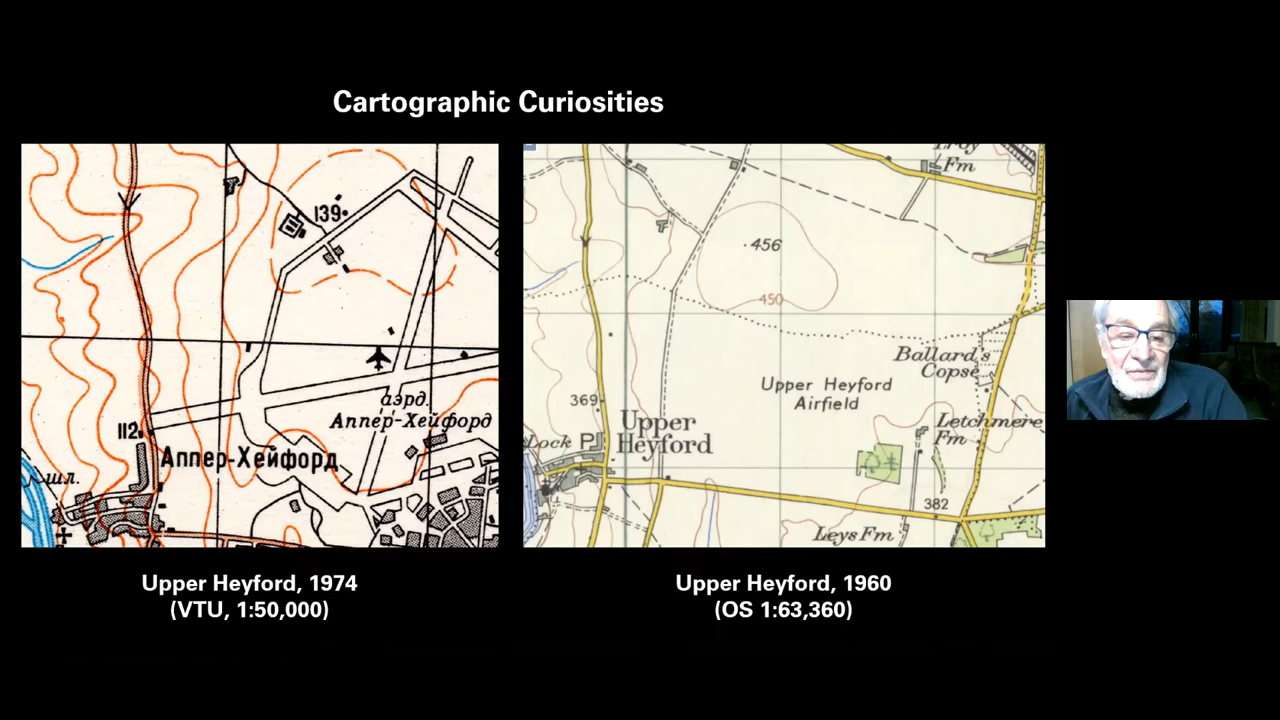 Cartographic Curiosities
139
112
аэрд.
Аппер-Хейфорд
Аппер-Хейфорд
шл.
Fm
456
450
Ballard's
Copse
Upper Heyford
Airfield
369
Upper
Heyford
Lock P
Letchmere
Fm
382
Leys Fm
Upper Heyford, 1974
(VTU, 1:50,000)
Upper Heyford, 1960
(OS 1:63,360)